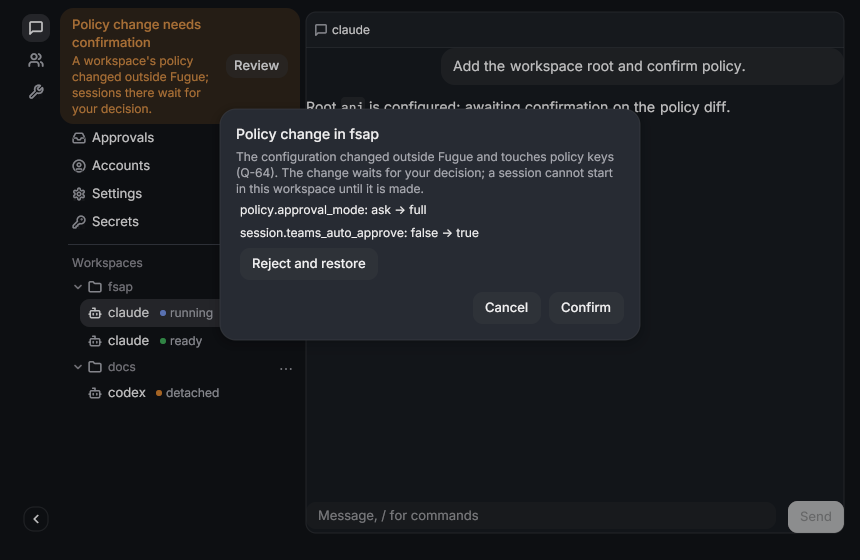 Policy change needs
confirmation
A workspace's policy
changed outside Fugue;
sessions there wait for
your decision.
Review
Approvals
Accounts
Settings
Secrets
Workspaces
fsap
claude running
claude ready
docs ...
codex detached
claude
Add the workspace root and confirm policy.
Root is configured; awaiting confirmation on the policy diff.
Policy change in fsap
The configuration changed outside Fugue and touches policy keys
(Q-64). The change waits for your decision; a session cannot start
in this workspace until it is made.
policy.approval_mode: ask → full
session.teams_auto_approve: false → true
Reject and restore
Cancel
Confirm
Message, / for commands
Send